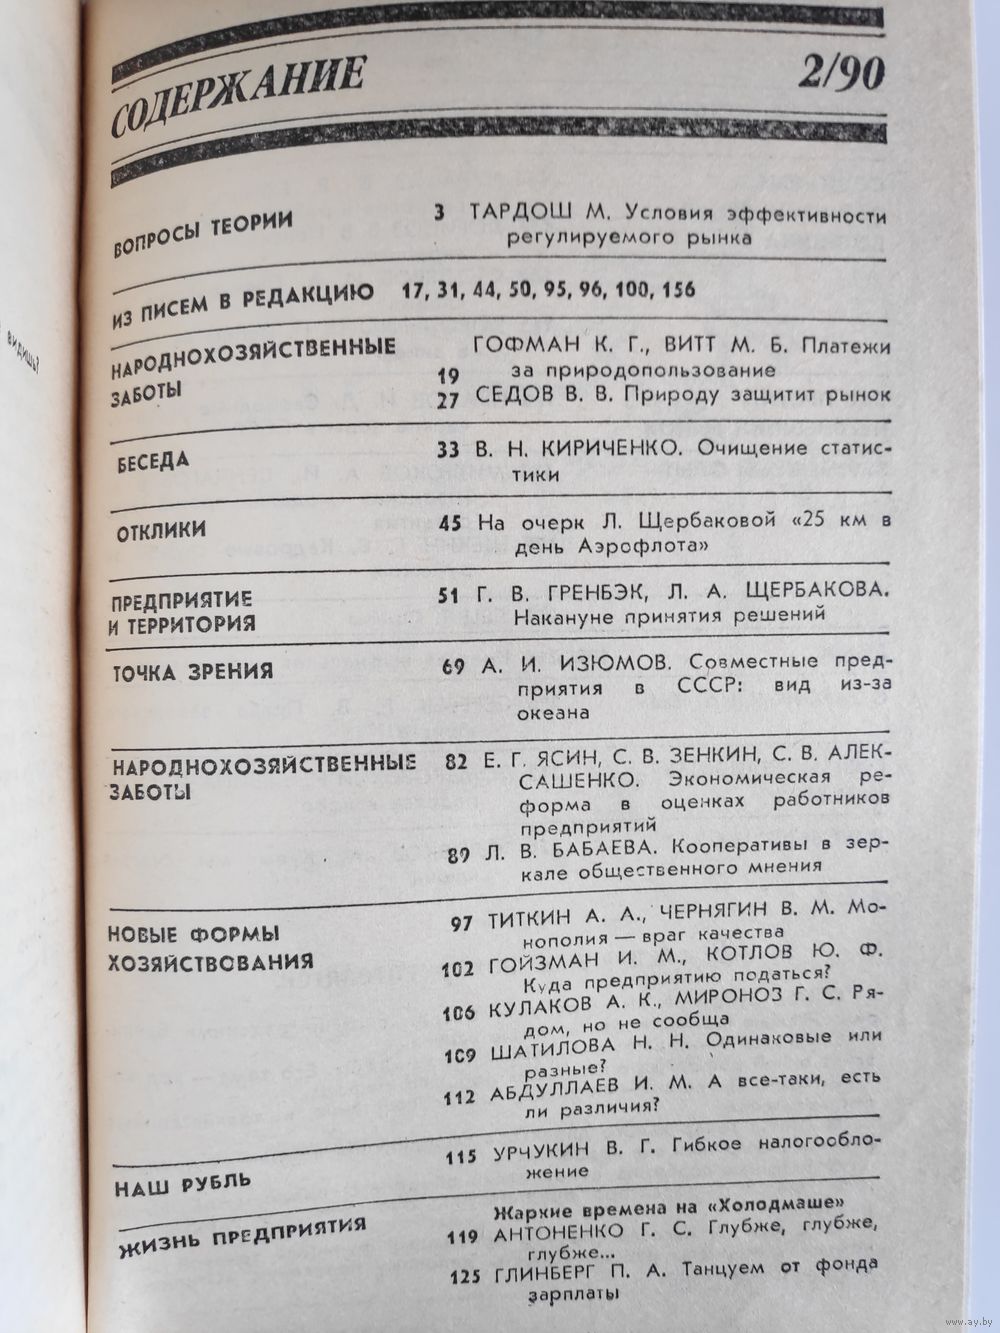 СОДЕРЖАНИЕ 2/90
ВОПРОСЫ ТЕОРИИ 3 ТАРДОШ М. Условия эффективности
регулируемого рынка
ИЗ ПИСЕМ В РЕДАКЦИЮ 17, 31, 44, 50, 95, 96, 100, 156
НАРОДНОХОЗЯЙСТВЕННЫЕ
ЗАБОТЫ
ГОФМАН К. Г., ВИТТ М. Б. Платежи
19 за природопользование
27 СЕДОВ В. В. Природу защитит рынок
БЕСЕДА 33 В. Н. КИРИЧЕНКО. Очищение статис-
тики
ОТКЛИКИ 45 На очерк Л. Щербаковой «25 км в
день Аэрофлота»
ПРЕДПРИЯТИЕ
И ТЕРРИТОРИЯ
51 Г. В. ГРЕНБЭК, Л. А. ЩЕРБАКОВА.
Накануне принятия решений
ТОЧКА ЗРЕНИЯ 69 А. И. ИЗЮМОВ. Совместные пред-
приятия в СССР: вид из-за
океана
НАРОДНОХОЗЯЙСТВЕННЫЕ
ЗАБОТЫ
82 Е. Г. ЯСИН, С. В. ЗЕНКИН, С. В. АЛЕК-
САШЕНКО. Экономическая ре-
форма в оценках работников
предприятий
89 Л. В. БАБАЕВА. Кооперативы в зер-
кале общественного мнения
НОВЫЕ ФОРМЫ
ХОЗЯЙСТВОВАНИЯ
97 ТИТКИН А. А., ЧЕРНЯГИН В. М. Мо-
нополия — враг качества
102 ГОЙЗМАН И. М., КОТЛОВ Ю. Ф.
Куда предприятию податься?
106 КУЛАКОВ А. К., МИРОНОЗ Г. С. Ря-
дом, но не сообща
109 ШАТИЛОВА Н. Н. Одинаковые или
разные?
112 АБДУЛЛАЕВ И. М. А все-таки, есть
ли различия?
НАШ РУБЛЬ 115 УРЧУКИН В. Г. Гибкое налогообло-
жение
ЖИЗНЬ ПРЕДПРИЯТИЯ
Жаркие времена на «Холодмаше»
119 АНТОНЕНКО Г. С. Глубже, глубже,
глубже...
125 ГЛИНБЕРГ П. А. Танцуем от фонда
зарплаты
видишь?
www.ay.by